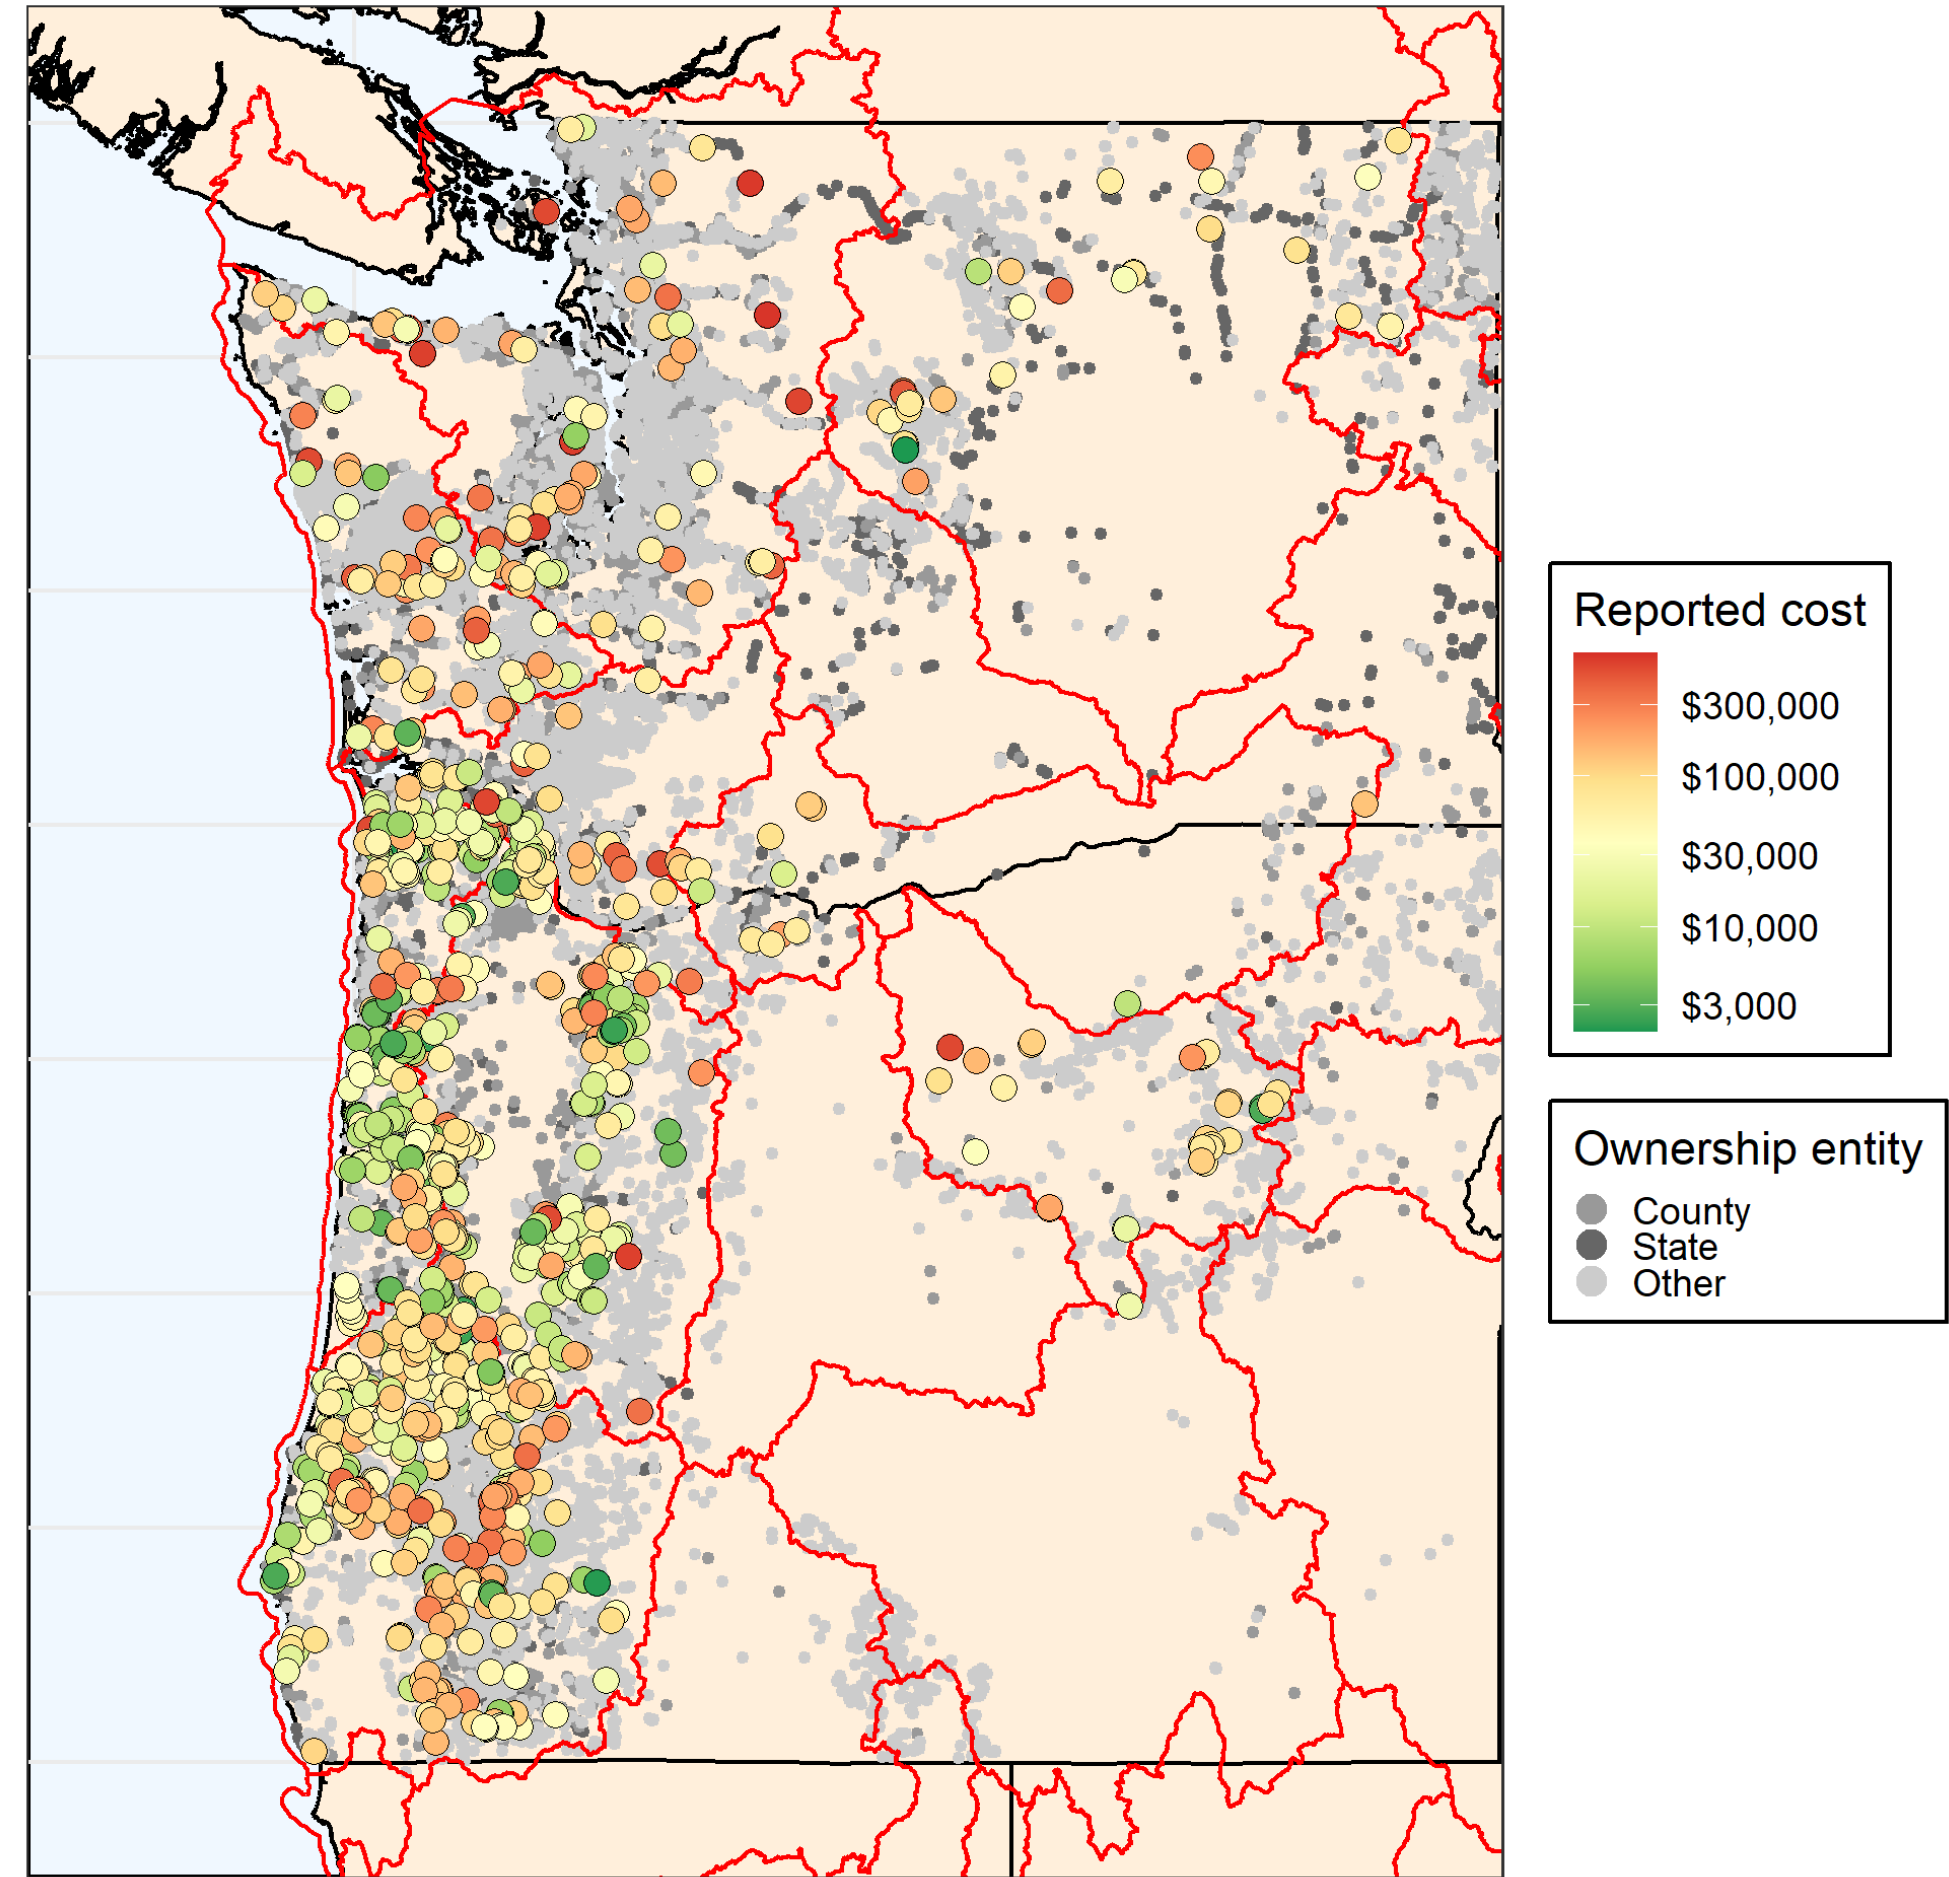 Reported cost
$300,000
$100,000
$30,000
$10,000
$3,000
Ownership entity
County
State
Other